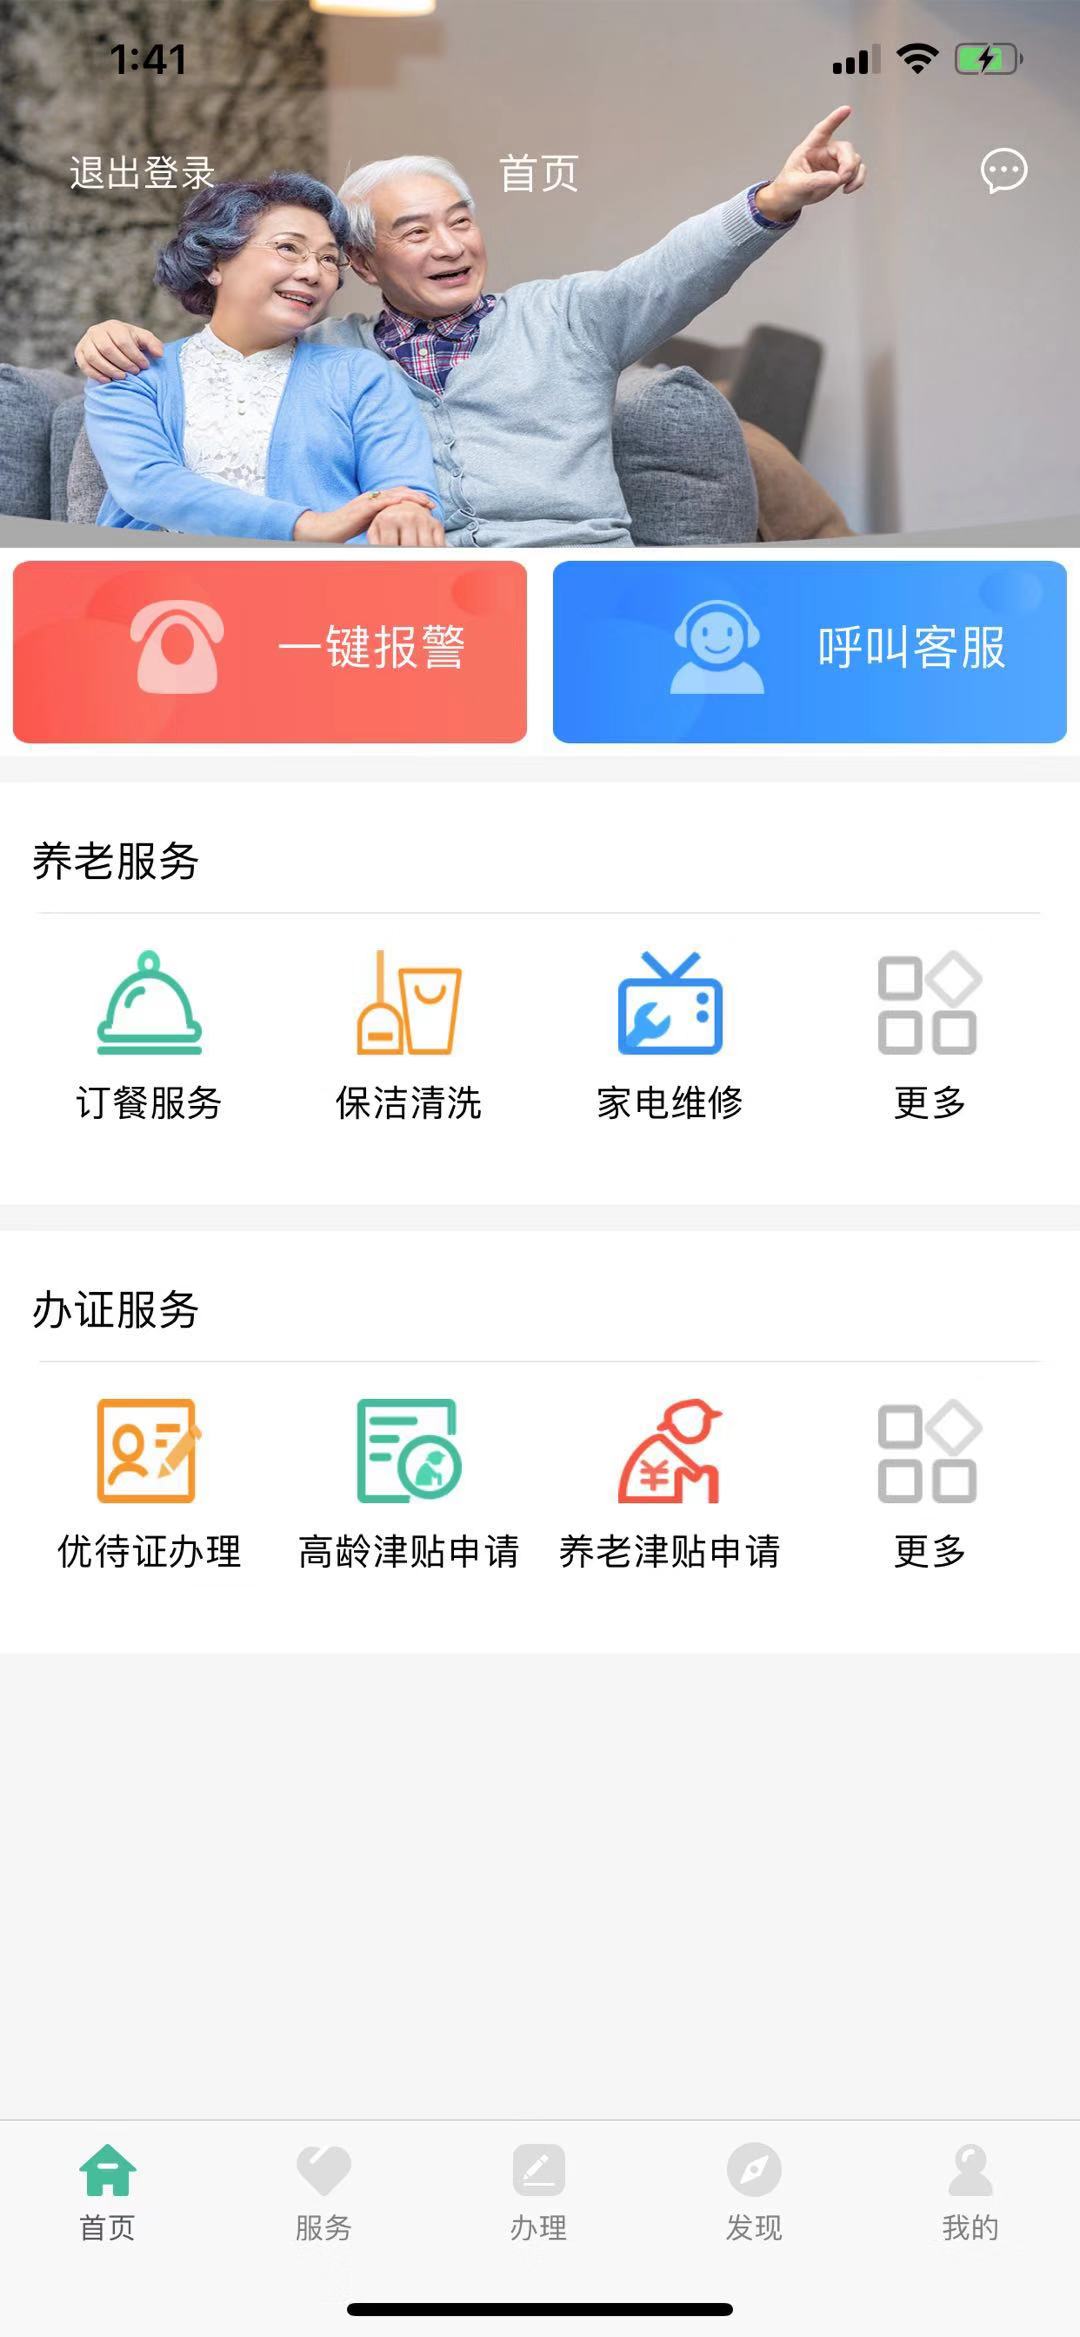 1:41
退出登录
首页
一键报警
呼叫客服
养老服务
订餐服务
保洁清洗
家电维修
更多
办证服务
优待证办理
高龄津贴申请
养老津贴申请
更多
首页
服务
办理
发现
我的